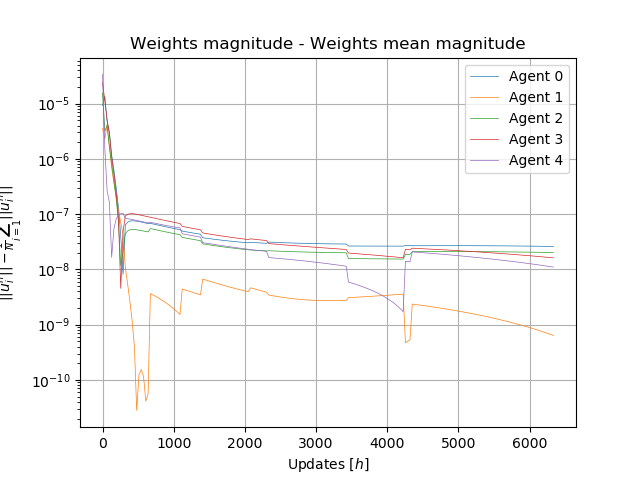 Weights magnitude - Weights mean magnitude
Agent 0
Agent 1
Agent 2
Agent 3
Agent 4
10⁻⁵
10⁻⁶
10⁻⁷
10⁻⁸
10⁻⁹
10⁻¹⁰
0 1000 2000 3000 4000 5000 6000
Updates [h]